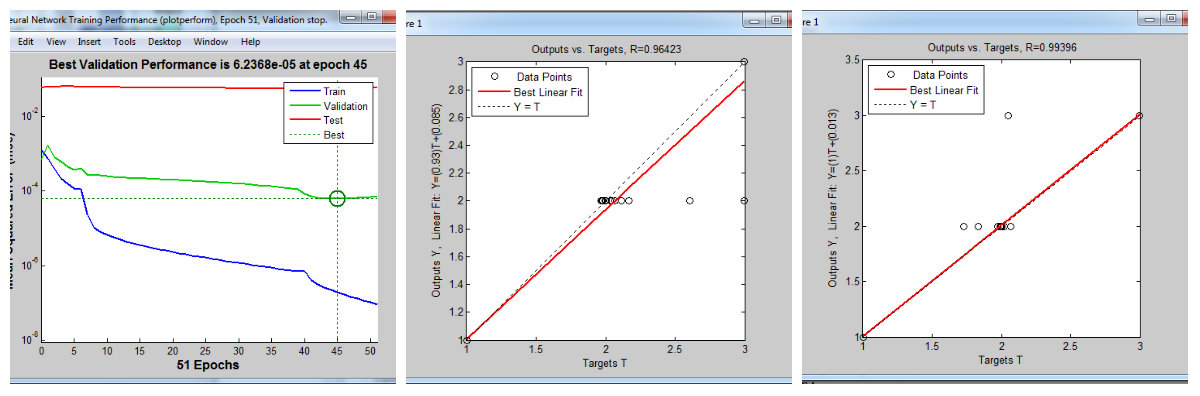 eural Network Training Performance (plotperform), Epoch 51, Validation stop.
Edit View Insert Tools Desktop Window Help
Best Validation Performance is 6.2368e-05 at epoch 45
Train
Validation
Test
Best
10^-2
10^-4
10^-6
10^-8
0 5 10 15 20 25 30 35 40 45 50
51 Epochs
re 1
Outputs vs. Targets, R=0.96423
Data Points
Best Linear Fit
Y = T
Outputs Y, Linear Fit: Y=(0.93)T+(0.085)
3
2.8
2.6
2.4
2.2
2
1.8
1.6
1.4
1.2
1
1 1.5 2 2.5 3
Targets T
re 1
Outputs vs. Targets, R=0.99396
Data Points
Best Linear Fit
Y = T
Outputs Y, Linear Fit: Y=(1)T+(0.013)
3.5
3
2.5
2
1.5
1
1 1.5 2 2.5 3
Targets T